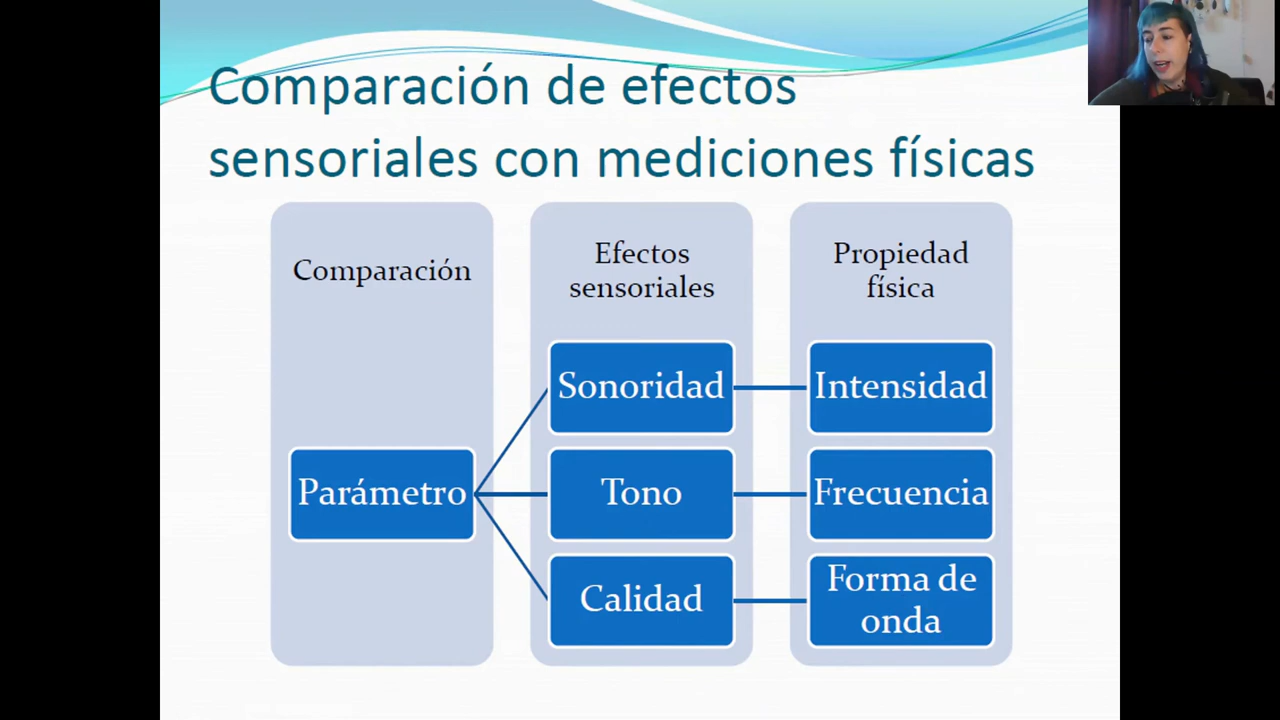 Comparación de efectos
sensoriales con mediciones físicas
Comparación
Efectos
sensoriales
Propiedad
física
Parámetro
Sonoridad
Intensidad
Tono
Frecuencia
Calidad
Forma de
onda